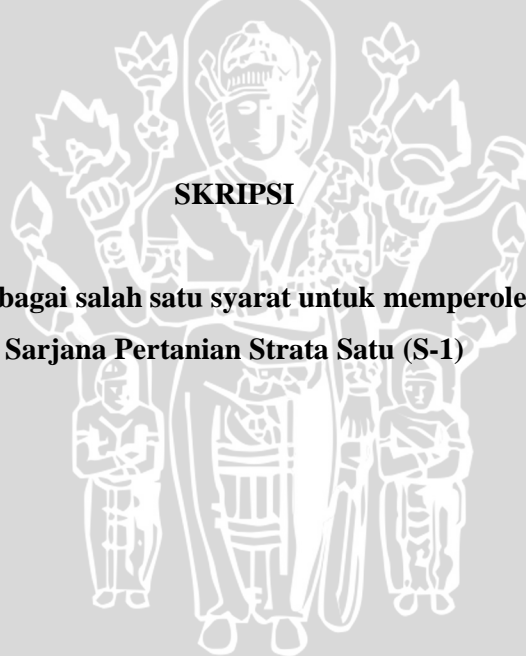 SKRIPSI
bagai salah satu syarat untuk memperole
Sarjana Pertanian Strata Satu (S-1)